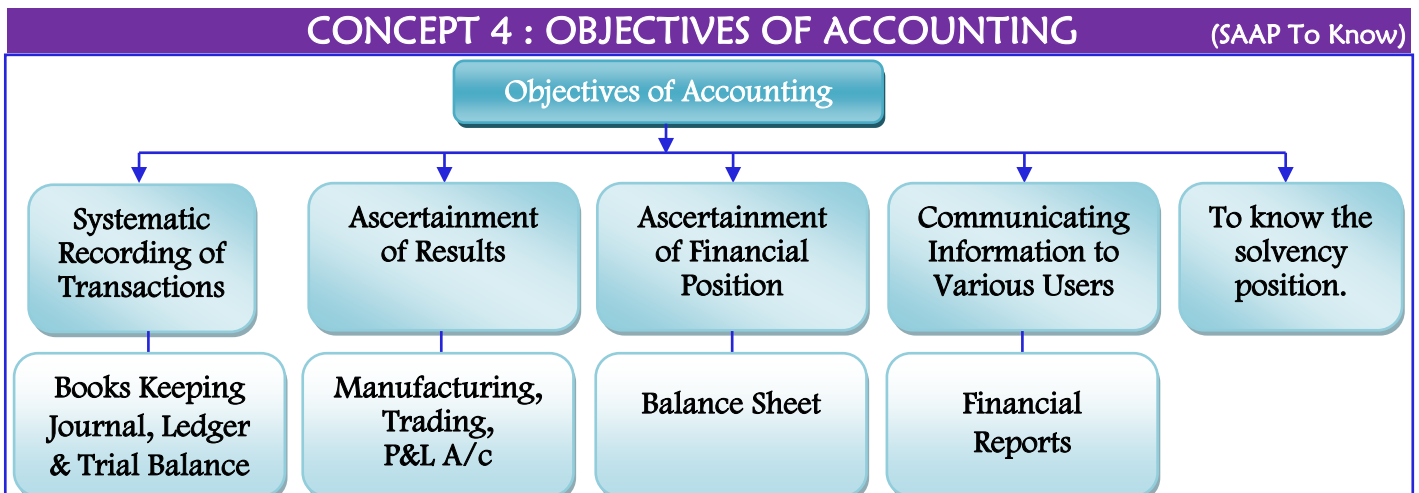 CONCEPT 4 : OBJECTIVES OF ACCOUNTING (SAAP To Know)
Objectives of Accounting
Systematic
Recording of
Transactions
Ascertainment
of Results
Ascertainment
of Financial
Position
Communicating
Information to
Various Users
To know the
solvency
position.
Books Keeping
Journal, Ledger
& Trial Balance
Manufacturing,
Trading,
P&L A/c
Balance Sheet
Financial
Reports